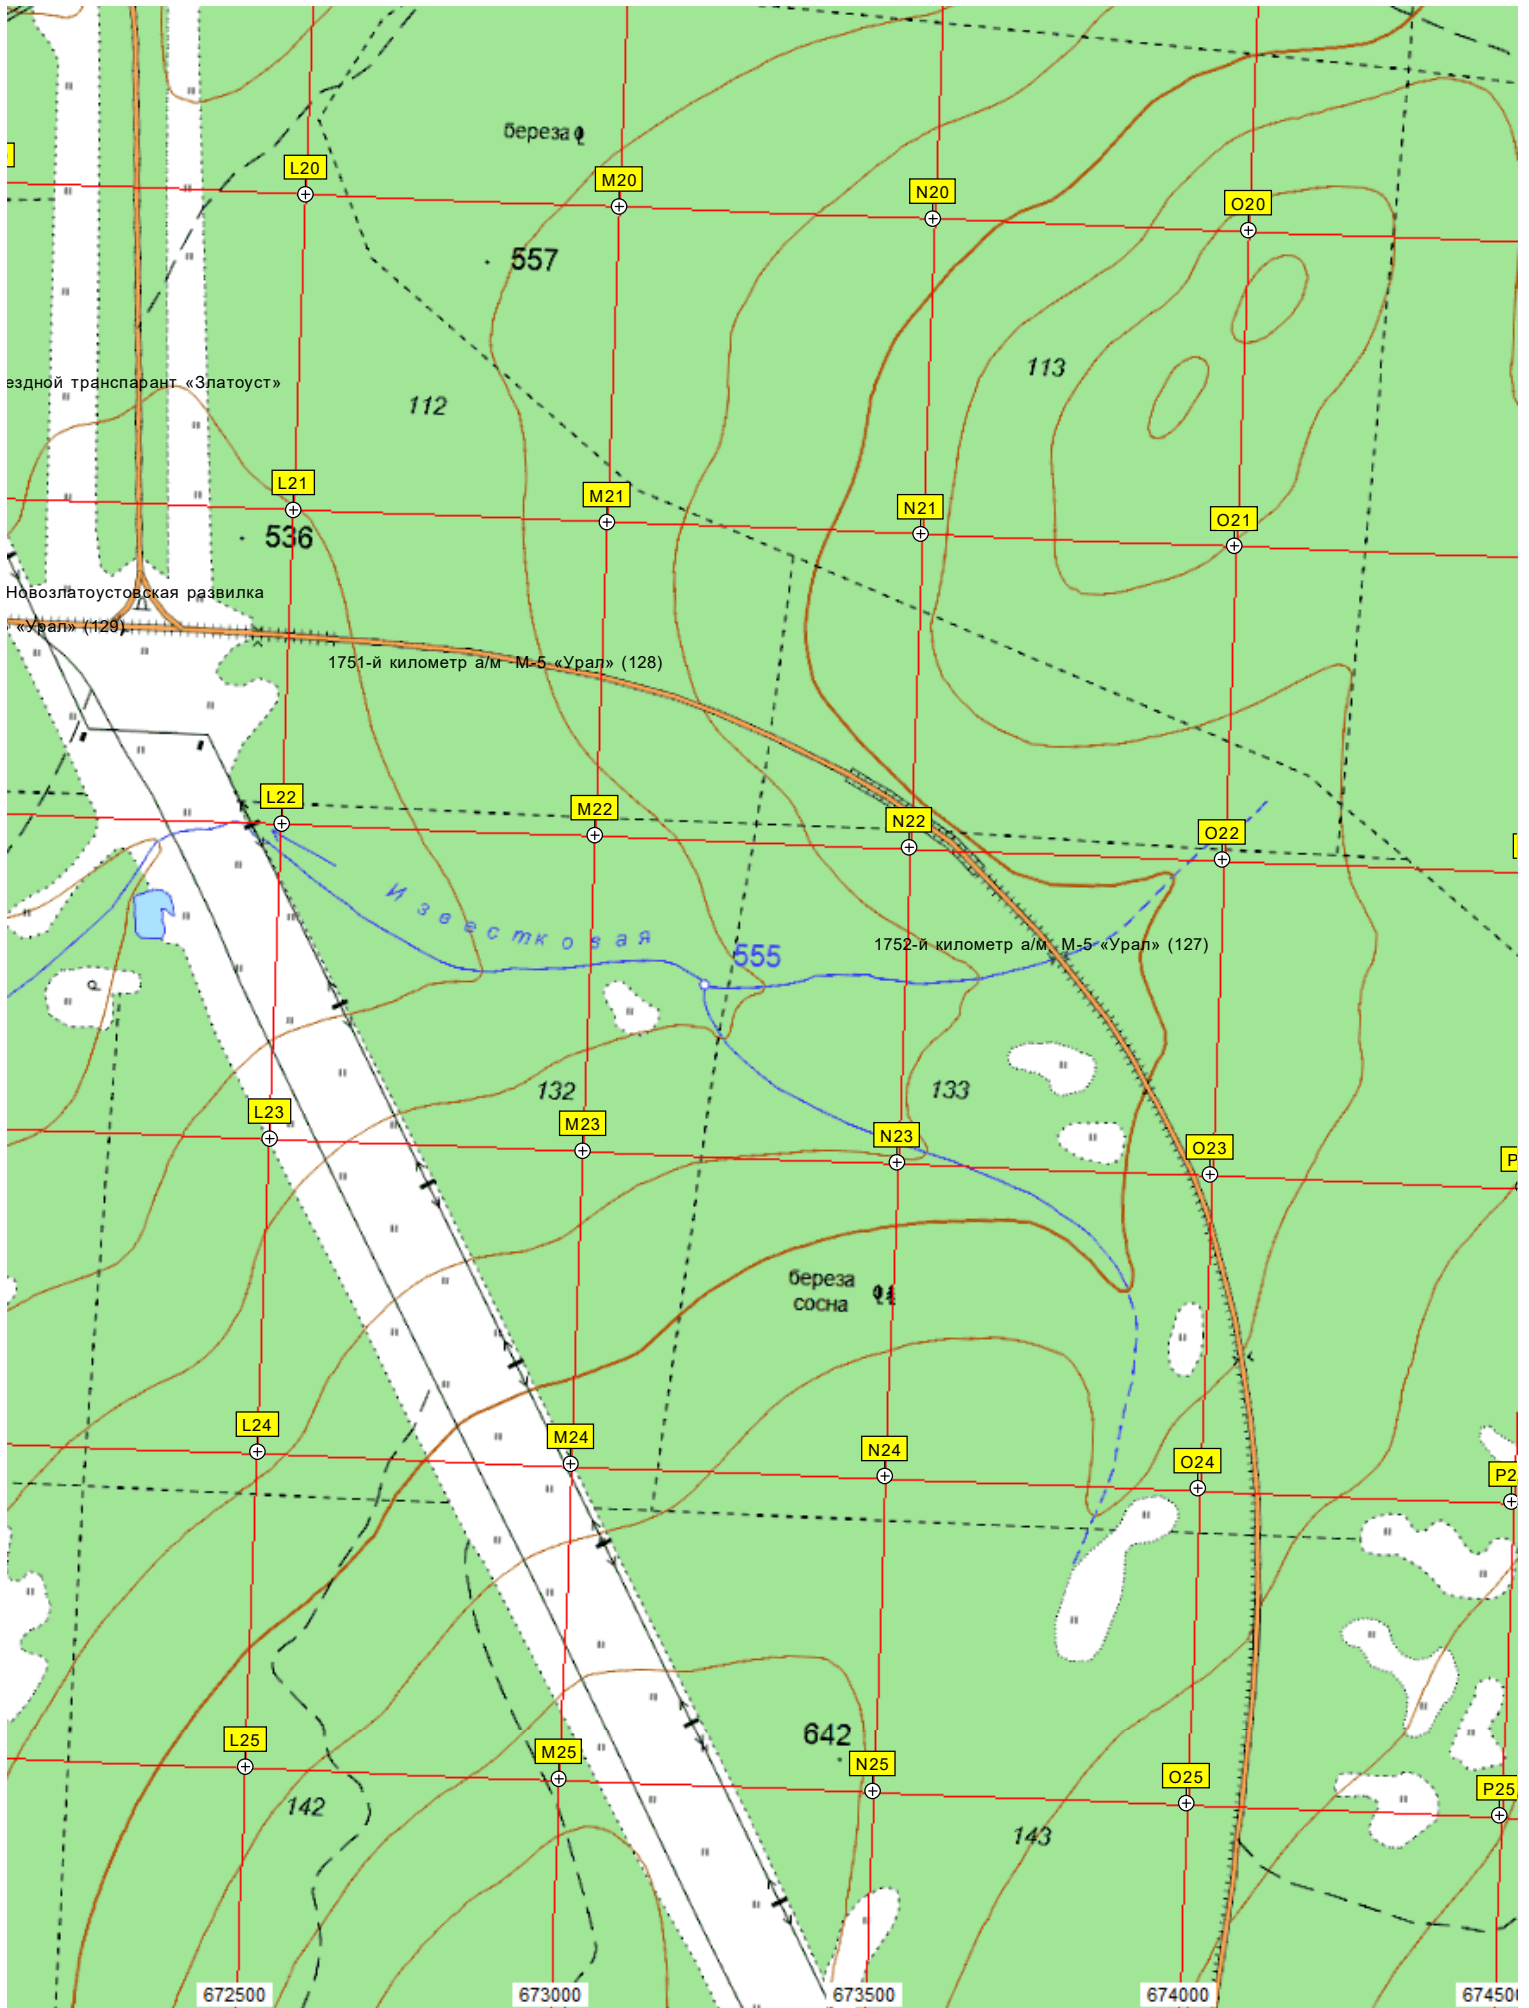 береза
L20
M20
N20
O20
557
113
ездной транспарант «Златоуст»
112
L21
M21
N21
O21
536
Новозлатоустовская развилка
«Урал» (129)
1751-й километр а/м М-5 «Урал» (128)
L22
M22
N22
O22
Известковая
555
1752-й километр а/м М-5 «Урал» (127)
132
133
L23
M23
N23
O23
P
береза
сосна
L24
M24
N24
O24
P2
642
L25
M25
N25
O25
P25
142
143
672500
673000
673500
674000
674500